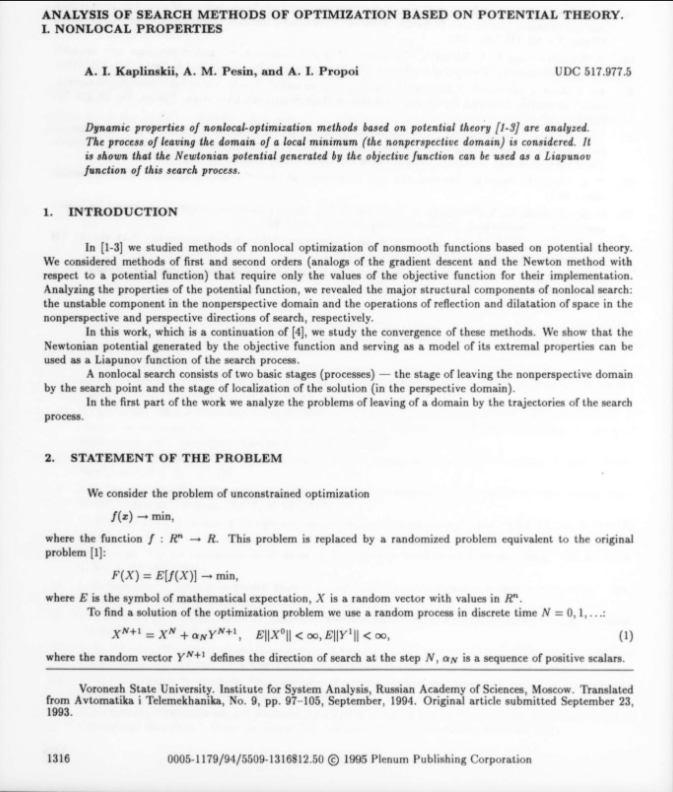 ANALYSIS OF SEARCH METHODS OF OPTIMIZATION BASED ON POTENTIAL THEORY.
I. NONLOCAL PROPERTIES
A. I. Kaplinskii, A. M. Pesin, and A. I. Propoi UDC 517.977.5
Dynamic properties of nonlocal-optimization methods based on potential theory [1-3] are analyzed.
The process of leaving the domain of a local minimum (the nonperspective domain) is considered. It
is shown that the Newtonian potential generated by the objective function can be used as a Liapunov
function of this search process.
1. INTRODUCTION
In [1-3] we studied methods of nonlocal optimization of nonsmooth functions based on potential theory.
We considered methods of first and second orders (analogs of the gradient descent and the Newton method with
respect to a potential function) that require only the values of the objective function for their implementation.
Analyzing the properties of the potential function, we revealed the major structural components of nonlocal search:
the unstable component in the nonperspective domain and the operations of reflection and dilatation of space in the
nonperspective and perspective directions of search, respectively.
In this work, which is a continuation of [4], we study the convergence of these methods. We show that the
Newtonian potential generated by the objective function and serving as a model of its extremal properties can be
used as a Liapunov function of the search process.
A nonlocal search consists of two basic stages (processes) — the stage of leaving the nonperspective domain
by the search point and the stage of localization of the solution (in the perspective domain).
In the first part of the work we analyze the problems of leaving of a domain by the trajectories of the search
process.
2. STATEMENT OF THE PROBLEM
We consider the problem of unconstrained optimization
f(x) → min,
where the function f : Rⁿ → R. This problem is replaced by a randomized problem equivalent to the original
problem [1]:
F(X) = E[f(X)] → min,
where E is the symbol of mathematical expectation, X is a random vector with values in Rⁿ.
To find a solution of the optimization problem we use a random process in discrete time N = 0, 1, ...:
X^{N+1} = X^N + α_N Y^{N+1}, E||X⁰|| < ∞, E||Y¹|| < ∞, (1)
where the random vector Y^{N+1} defines the direction of search at the step N, α_N is a sequence of positive scalars.
Voronezh State University. Institute for System Analysis, Russian Academy of Sciences, Moscow. Translated
from Avtomatika i Telemekhanika, No. 9, pp. 97–105, September, 1994. Original article submitted September 23,
1993.
1316 0005-1179/94/5509-1316$12.50 © 1995 Plenum Publishing Corporation